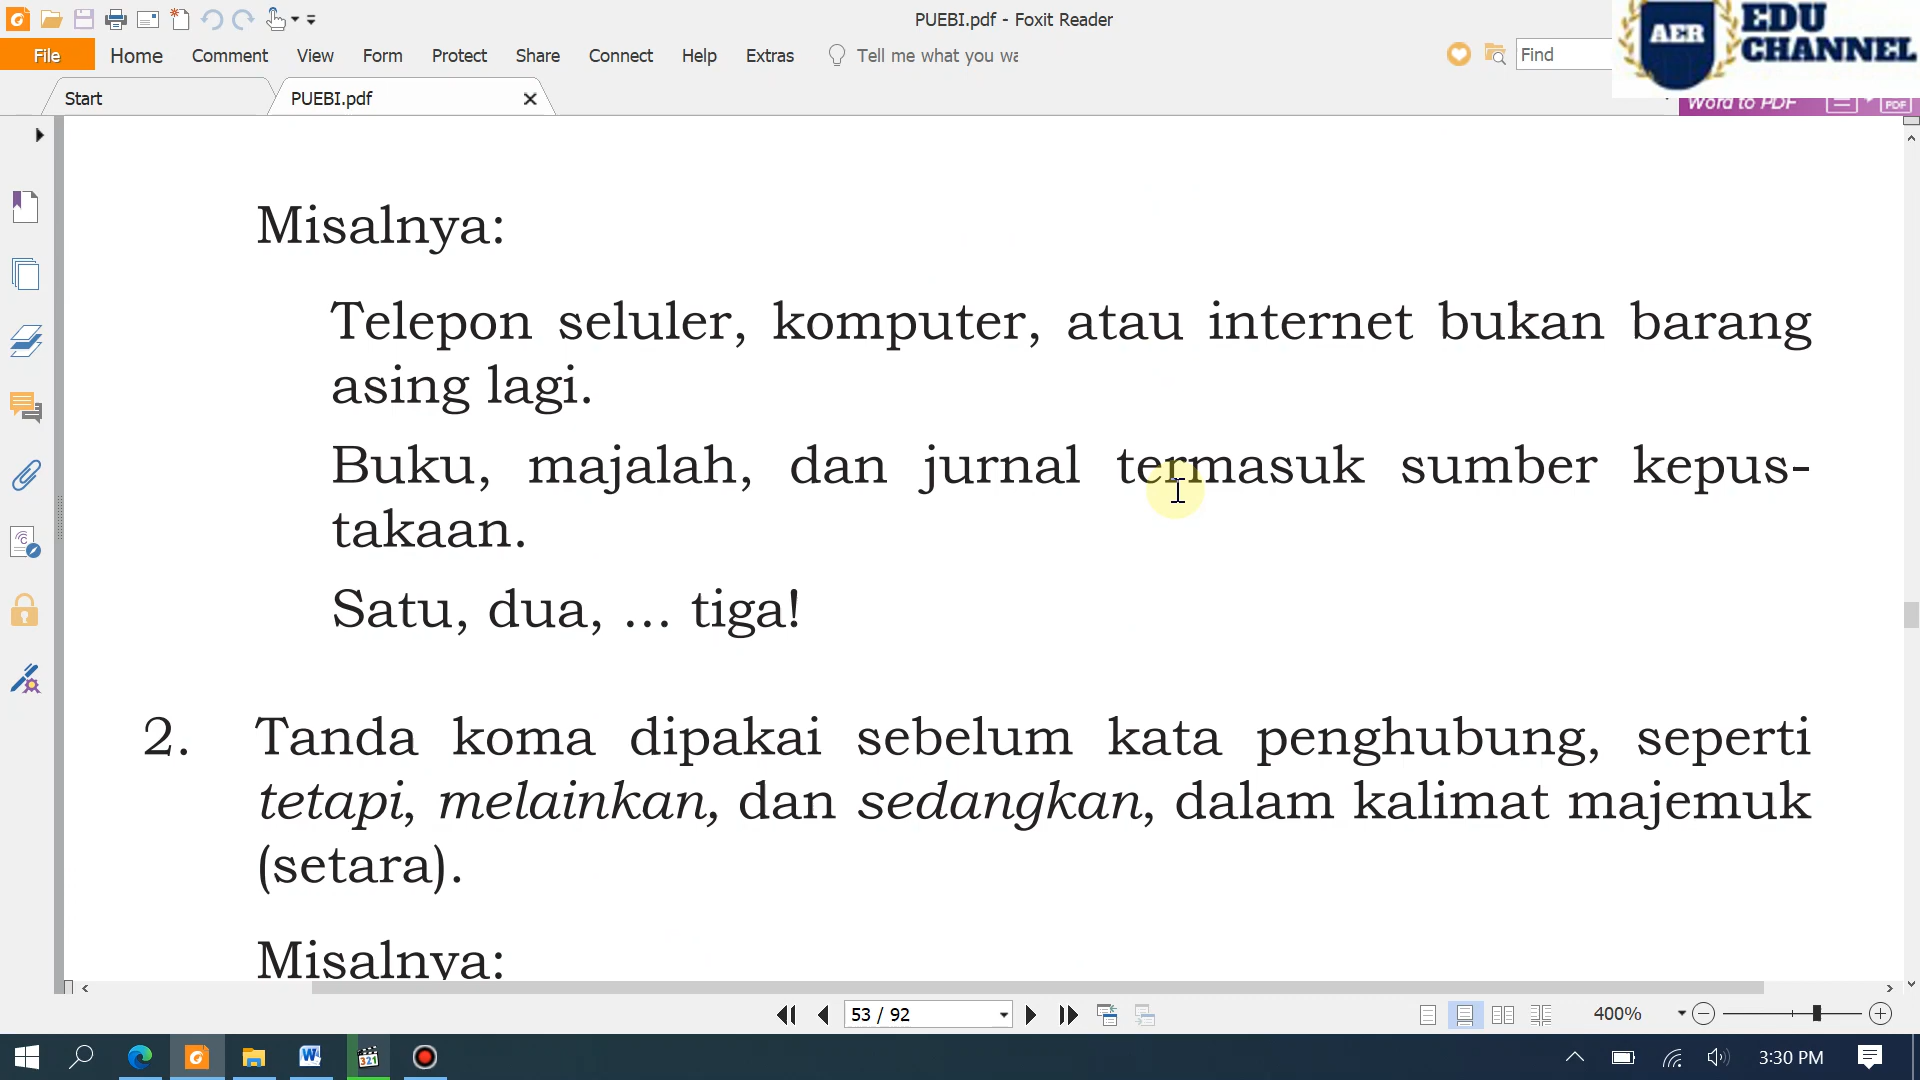 PUEBI.pdf - Foxit Reader
AER EDU CHANNEL
File Home Comment View Form Protect Share Connect Help Extras Tell me what you wa Find
Start PUEBI.pdf
Word to PDF PDF
Misalnya:
Telepon seluler, komputer, atau internet bukan barang
asing lagi.
Buku, majalah, dan jurnal termasuk sumber kepus-
takaan.
Satu, dua, ... tiga!
2. Tanda koma dipakai sebelum kata penghubung, seperti
tetapi, melainkan, dan sedangkan, dalam kalimat majemuk
(setara).
Misalnya:
53 / 92 400%
3:30 PM